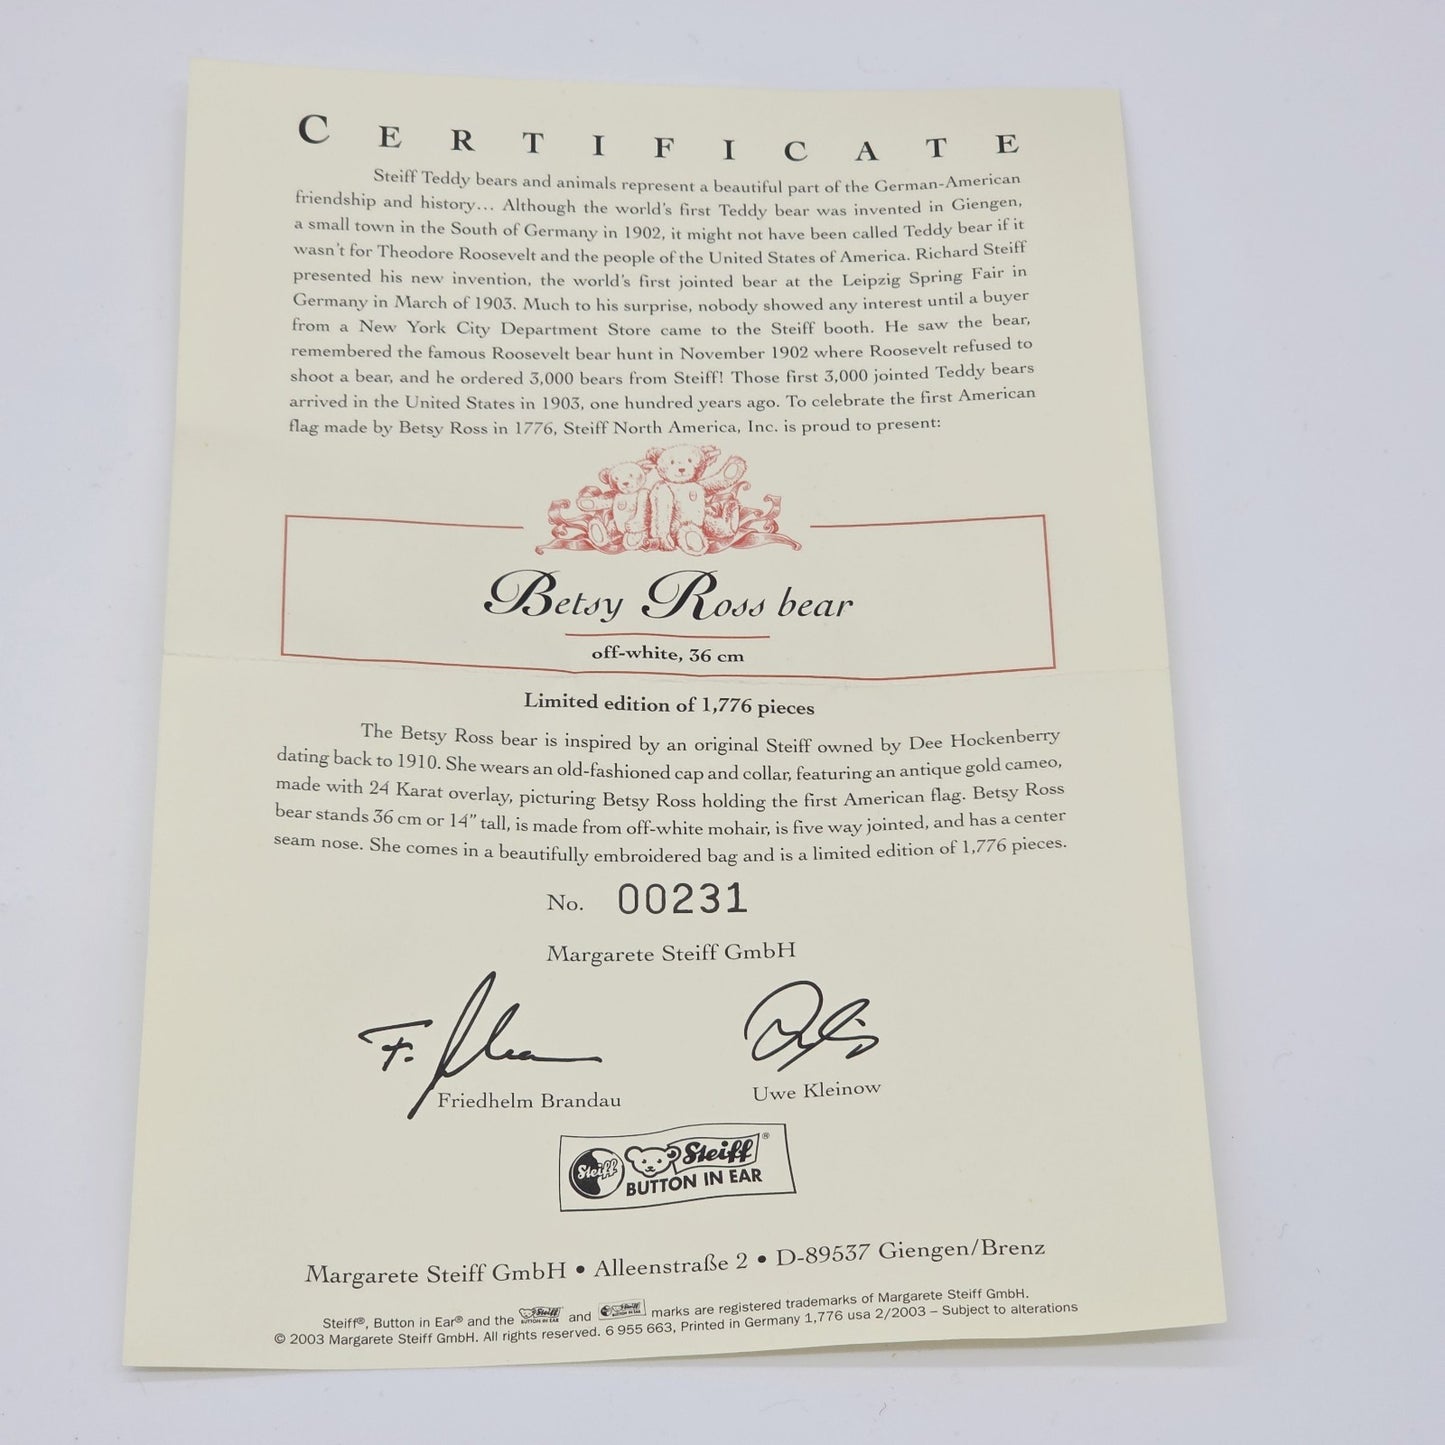 CERTIFICATE
Steiff Teddy bears and animals represent a beautiful part of the German-American
friendship and history... Although the world's first Teddy bear was invented in Giengen,
a small town in the South of Germany in 1902, it might not have been called Teddy bear if it
wasn't for Theodore Roosevelt and the people of the United States of America. Richard Steiff
presented his new invention, the world's first jointed bear at the Leipzig Spring Fair in
Germany in March of 1903. Much to his surprise, nobody showed any interest until a buyer
from a New York City Department Store came to the Steiff booth. He saw the bear,
remembered the famous Roosevelt bear hunt in November 1902 where Roosevelt refused to
shoot a bear, and he ordered 3,000 bears from Steiff! Those first 3,000 jointed Teddy bears
arrived in the United States in 1903, one hundred years ago. To celebrate the first American
flag made by Betsy Ross in 1776, Steiff North America, Inc. is proud to present:
Betsy Ross bear
off-white, 36 cm
Limited edition of 1,776 pieces
The Betsy Ross bear is inspired by an original Steiff owned by Dee Hockenberry
dating back to 1910. She wears an old-fashioned cap and collar, featuring an antique gold cameo,
made with 24 Karat overlay, picturing Betsy Ross holding the first American flag. Betsy Ross
bear stands 36 cm or 14" tall, is made from off-white mohair, is five way jointed, and has a center
seam nose. She comes in a beautifully embroidered bag and is a limited edition of 1,776 pieces.
No. 00231
Margarete Steiff GmbH
Friedhelm Brandau
Uwe Kleinow
Steiff Steiff®
BUTTON IN EAR
Margarete Steiff GmbH • Alleenstraße 2 • D-89537 Giengen/Brenz
Steiff®, Button in Ear® and the Steiff BUTTON IN EAR and Steiff BUTTON IN EAR marks are registered trademarks of Margarete Steiff GmbH.
© 2003 Margarete Steiff GmbH. All rights reserved. 6 955 663, Printed in Germany 1,776 usa 2/2003 – Subject to alterations